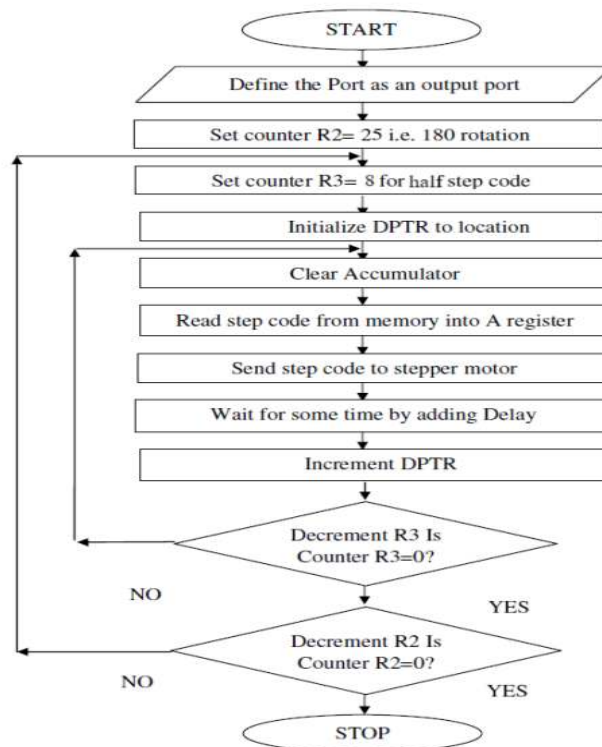 START
Define the Port as an output port
Set counter R2= 25 i.e. 180 rotation
Set counter R3= 8 for half step code
Initialize DPTR to location
Clear Accumulator
Read step code from memory into A register
Send step code to stepper motor
Wait for some time by adding Delay
Increment DPTR
Decrement R3 Is
Counter R3=0?
NO
YES
Decrement R2 Is
Counter R2=0?
NO
YES
STOP